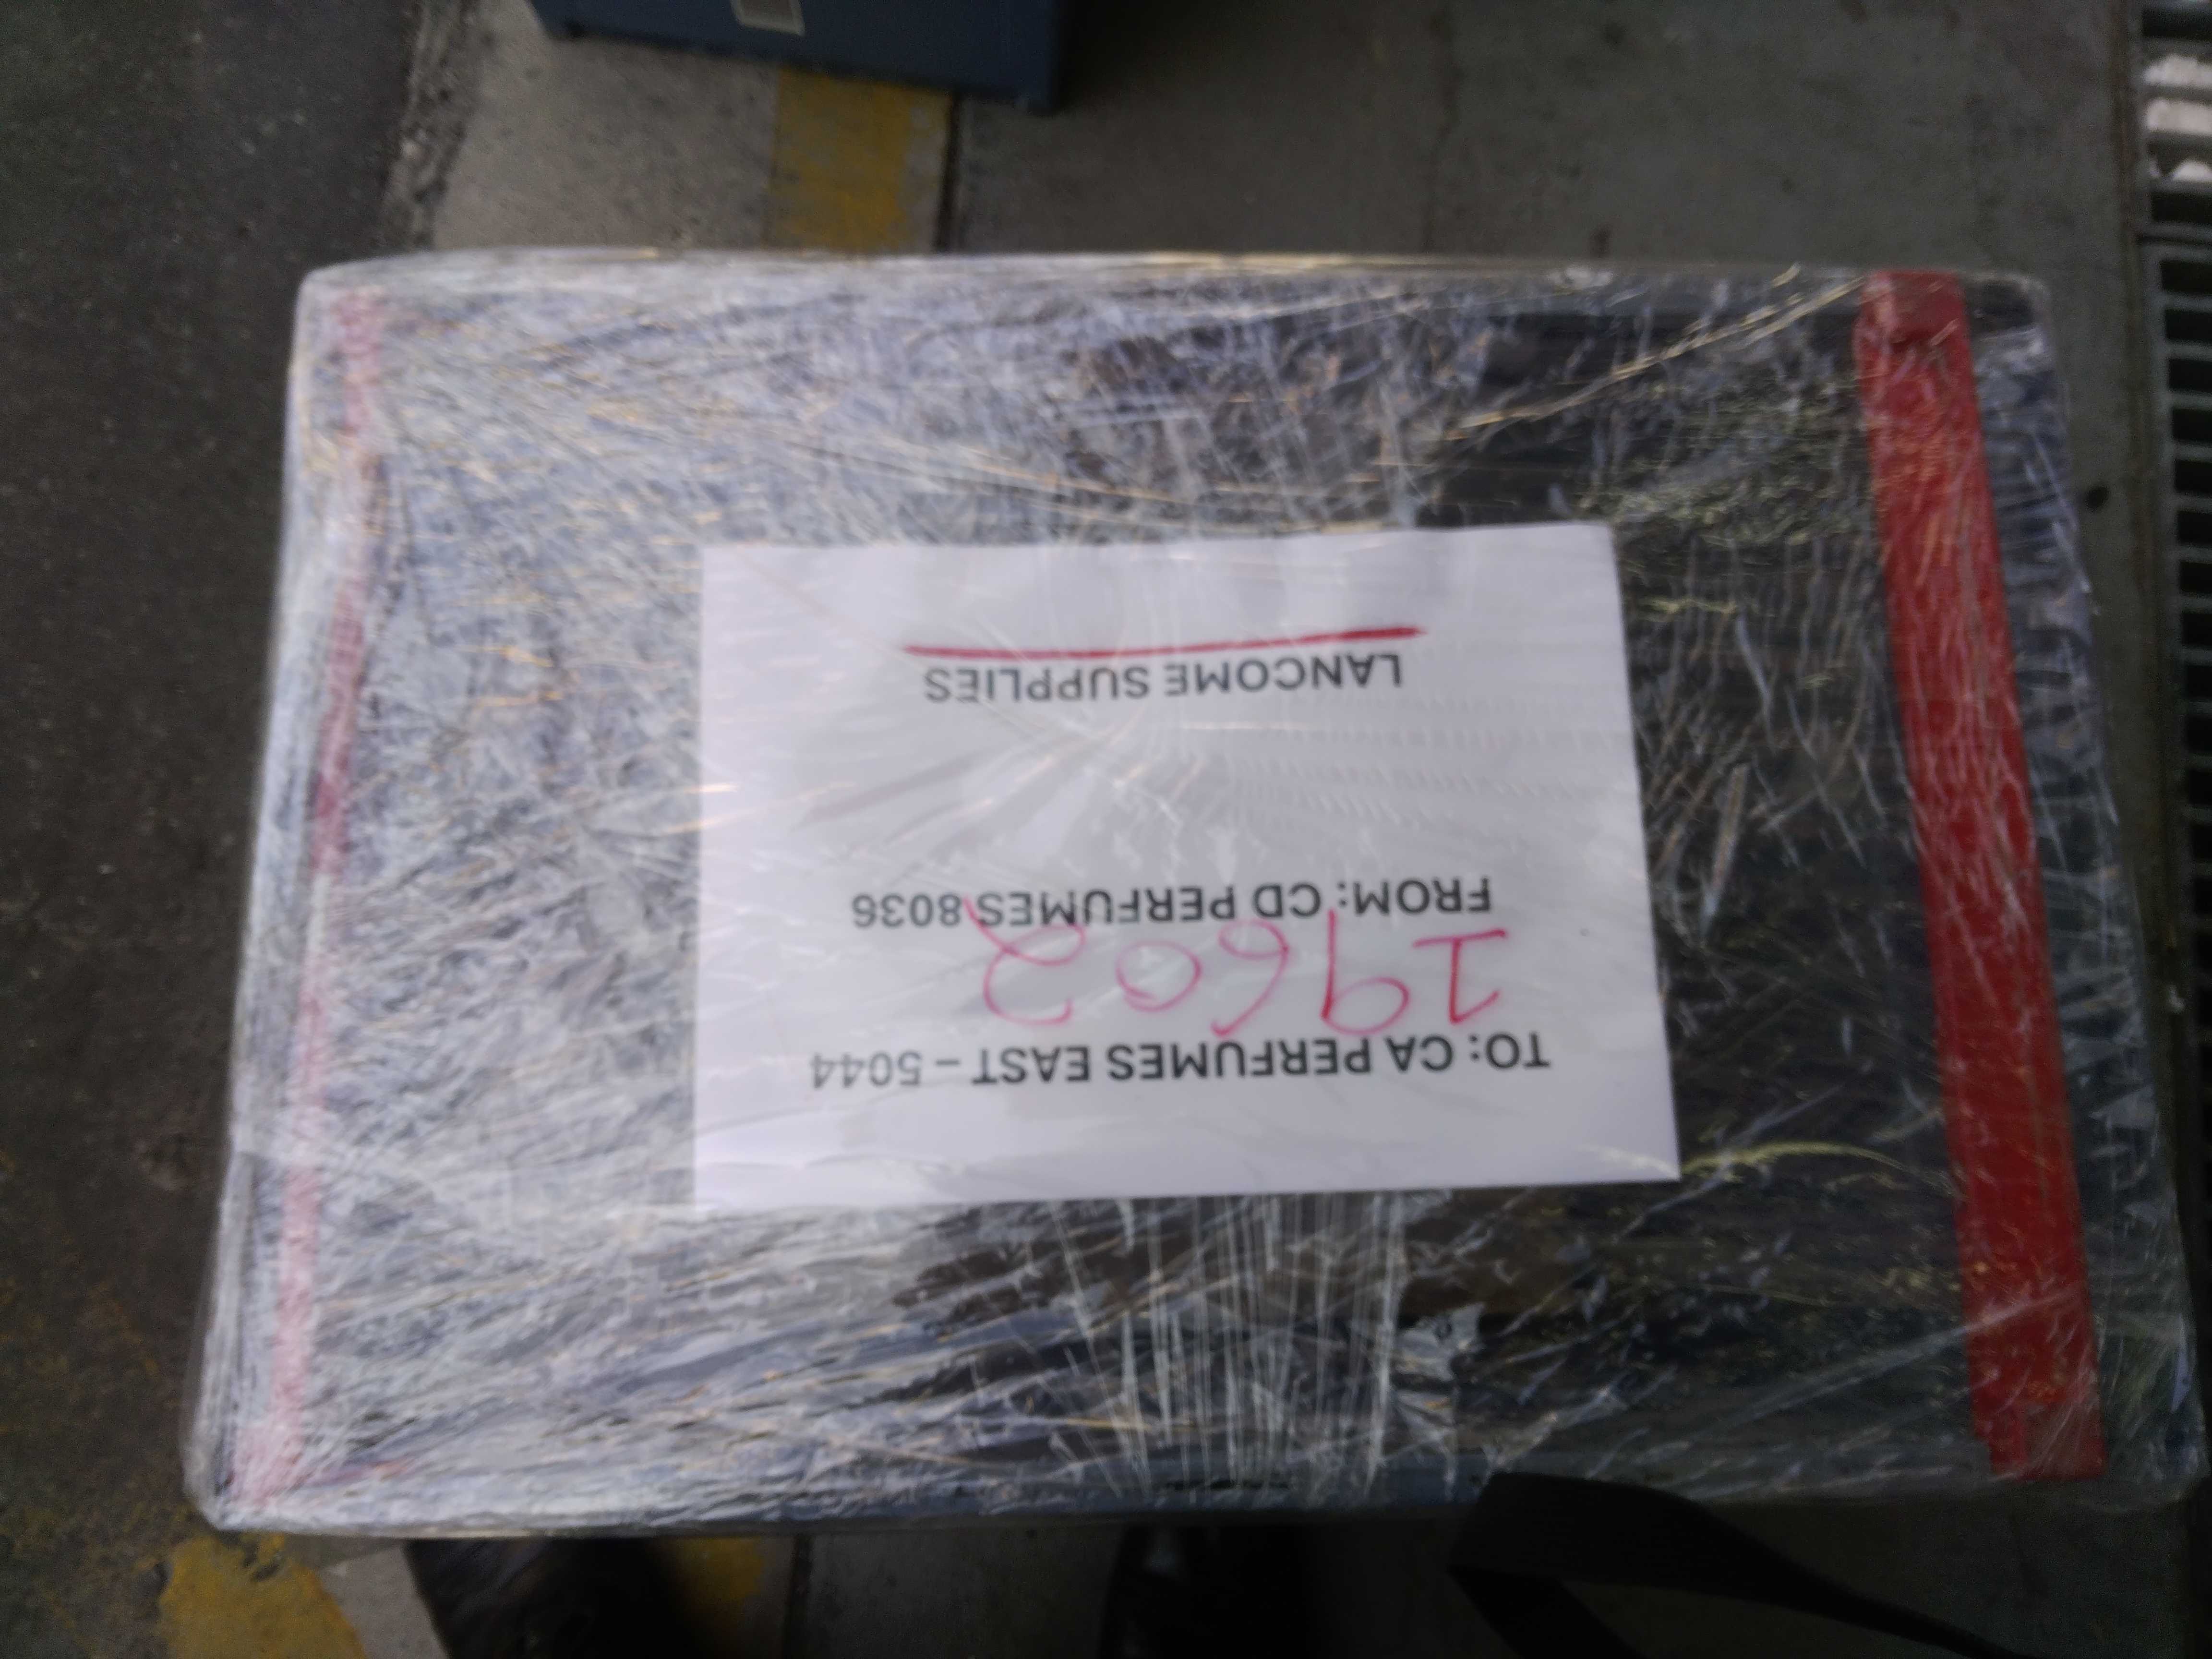 TO: CA PERFUMES EAST – 5044
19602
FROM: CD PERFUMES 8036
LANCOME SUPPLIES